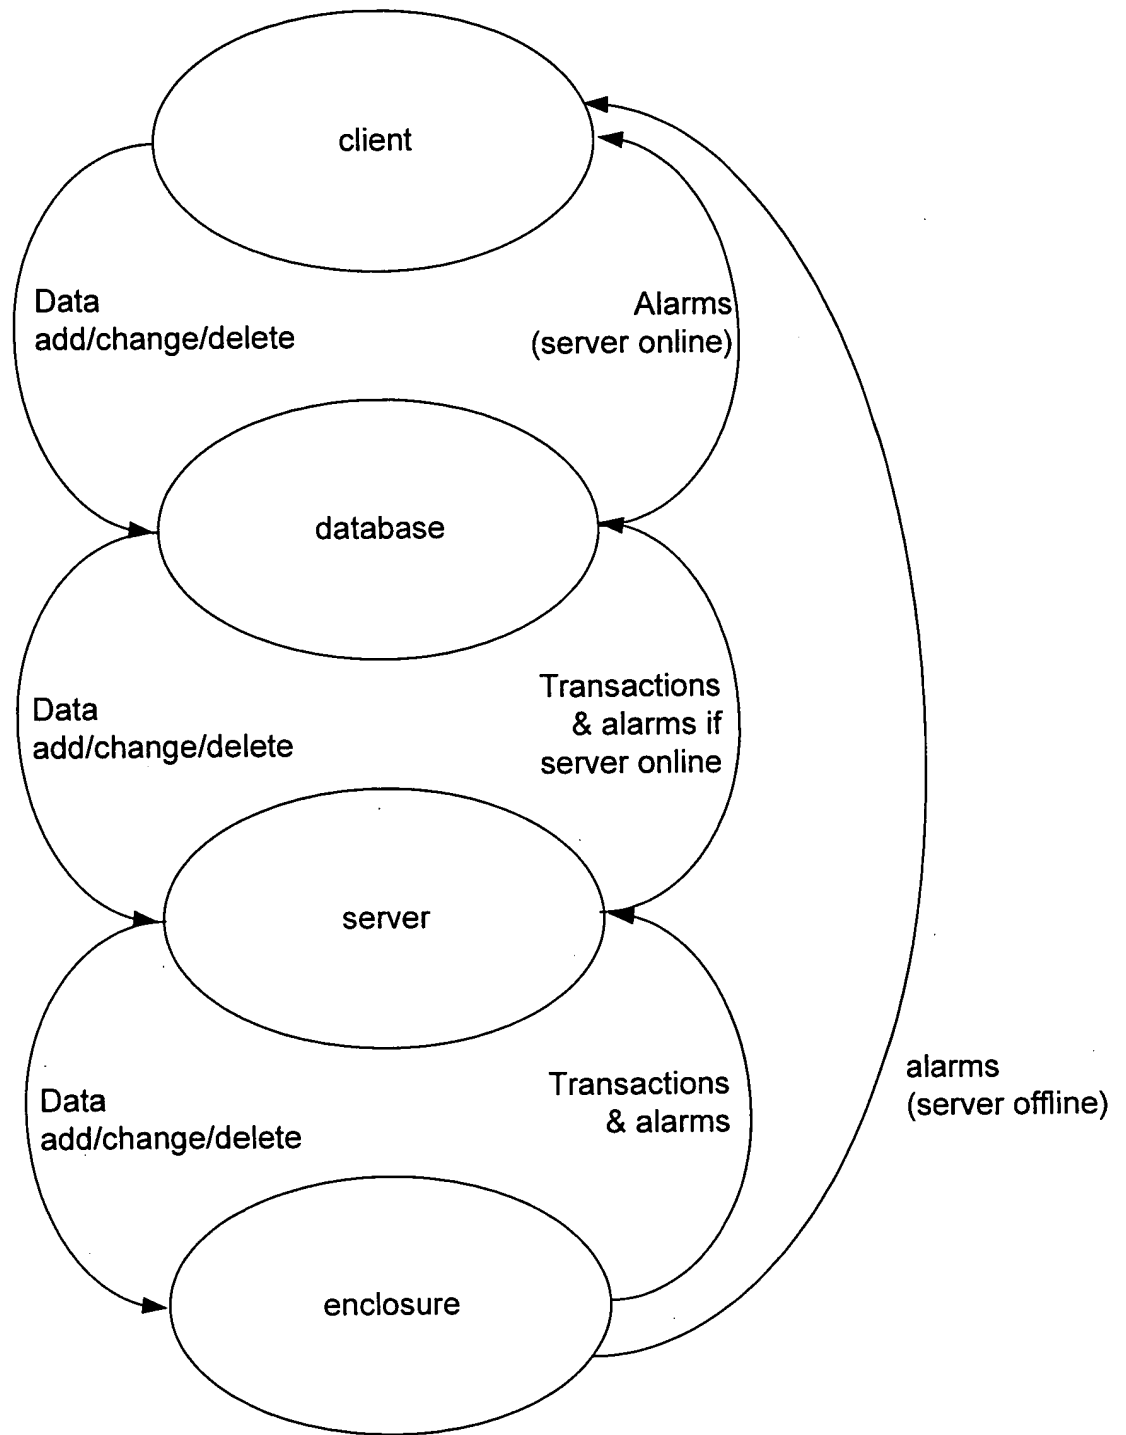 client
Data
add/change/delete
Alarms
(server online)
database
Data
add/change/delete
Transactions
& alarms if
server online
server
Data
add/change/delete
Transactions
& alarms
alarms
(server offline)
enclosure